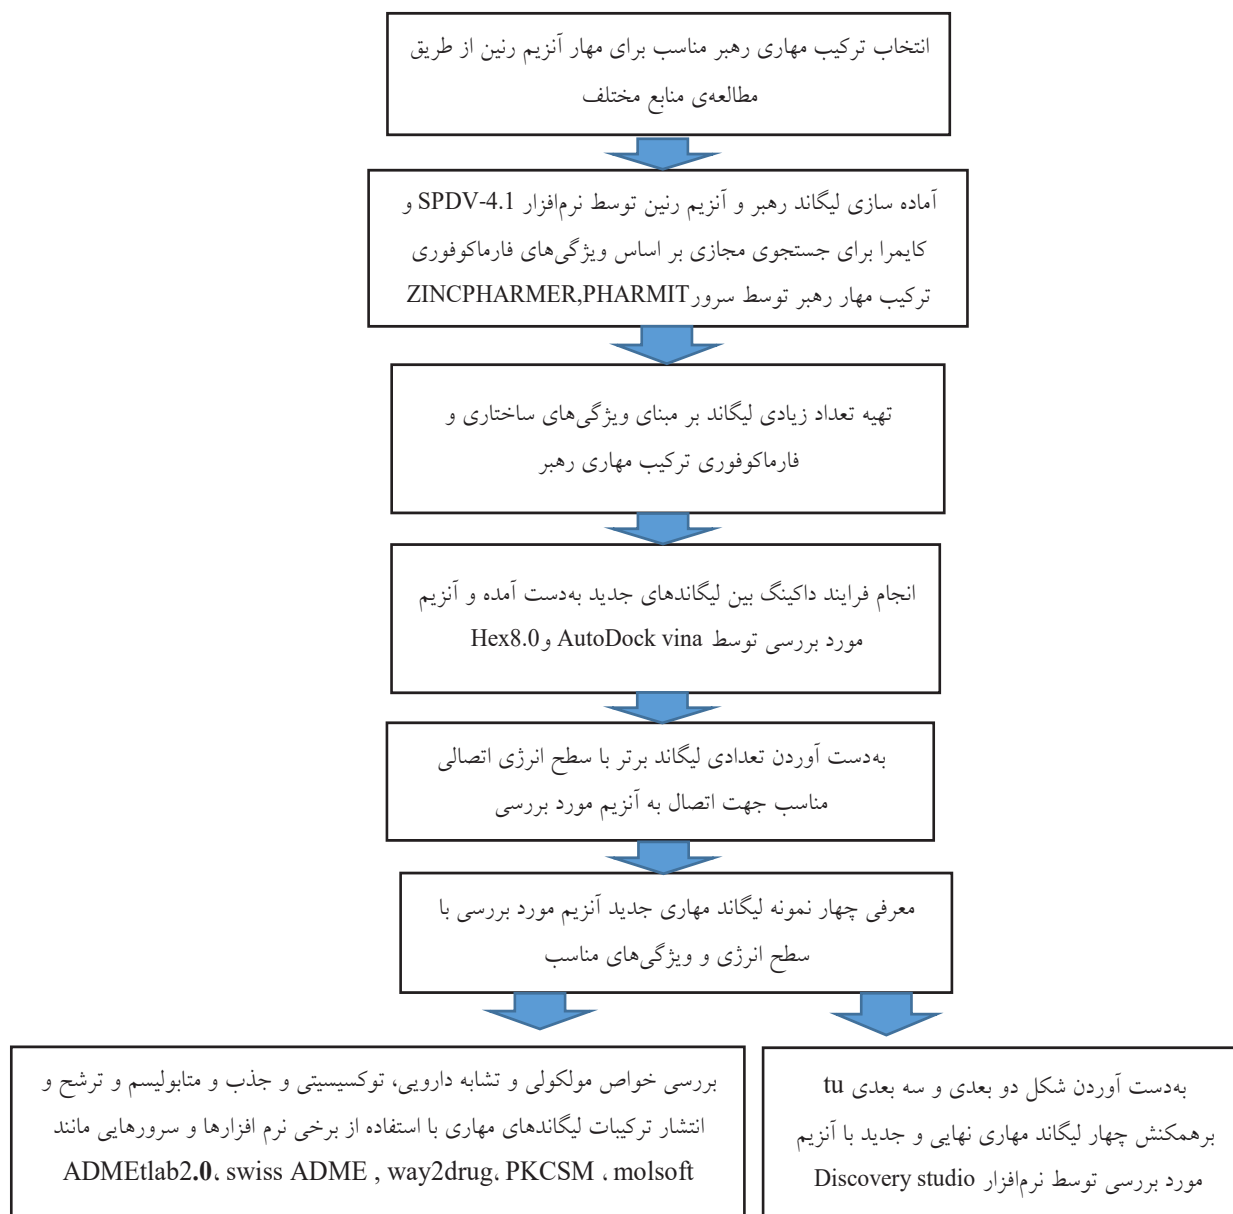 انتخاب ترکیب مهاری رهبر مناسب برای مهار آنزیم رنین از طریق
مطالعه‌ی منابع مختلف
آماده سازی لیگاند رهبر و آنزیم رنین توسط نرم‌افزار SPDV-4.1 و
کایمرا برای جستجوی مجازی بر اساس ویژگی‌های فارماکوفوری
ترکیب مهار رهبر توسط سرورZINCPHARMER,PHARMIT
تهیه تعداد زیادی لیگاند بر مبنای ویژگی‌های ساختاری و
فارماکوفوری ترکیب مهاری رهبر
انجام فرایند داکینگ بین لیگاندهای جدید به‌دست آمده و آنزیم
مورد بررسی توسط AutoDock vina وHex8.0
به‌دست آوردن تعدادی لیگاند برتر با سطح انرژی اتصالی
مناسب جهت اتصال به آنزیم مورد بررسی
معرفی چهار نمونه لیگاند مهاری جدید آنزیم مورد بررسی با
سطح انرژی و ویژگی‌های مناسب
به‌دست آوردن شکل دو بعدی و سه بعدی tu
برهمکنش چهار لیگاند مهاری نهایی و جدید با آنزیم
مورد بررسی توسط نرم‌افزار Discovery studio
بررسی خواص مولکولی و تشابه دارویی، توکسیسیتی و جذب و متابولیسم و ترشح و
انتشار ترکیبات لیگاندهای مهاری با استفاده از برخی نرم افزارها و سرورهایی مانند
ADMEtlab2.0، swiss ADME , way2drug، PKCSM ، molsoft